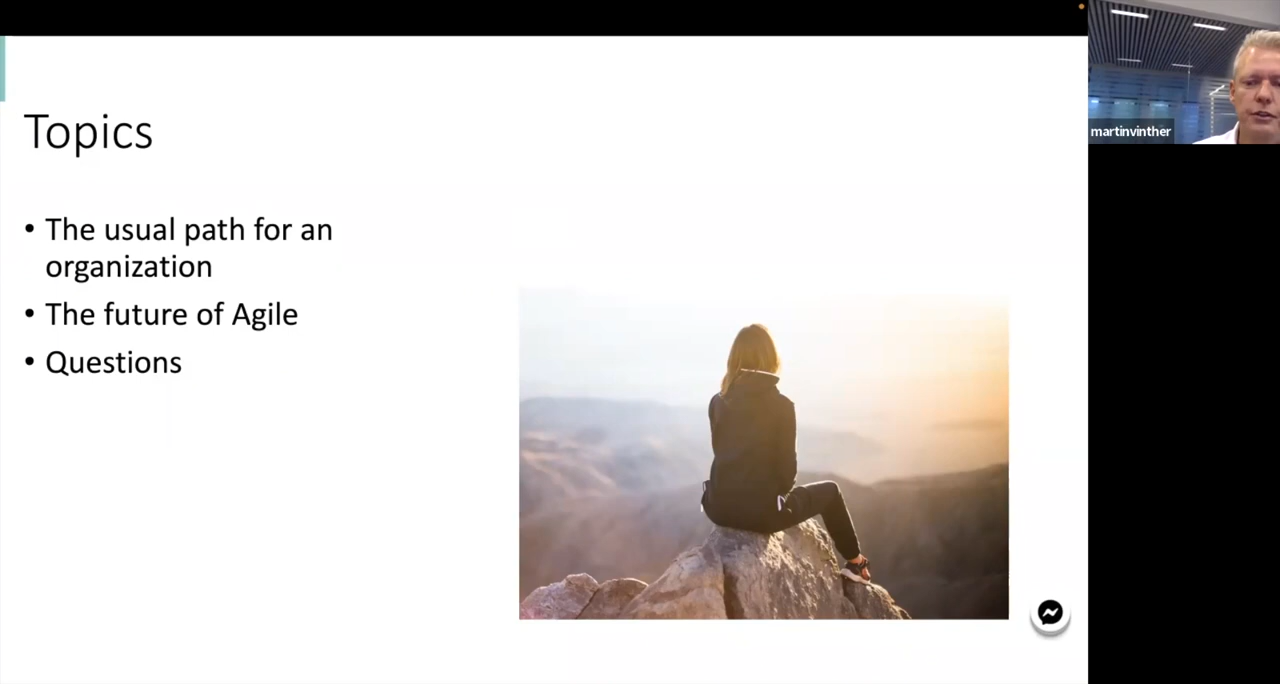 Topics
• The usual path for an
organization
• The future of Agile
• Questions
martinvinther